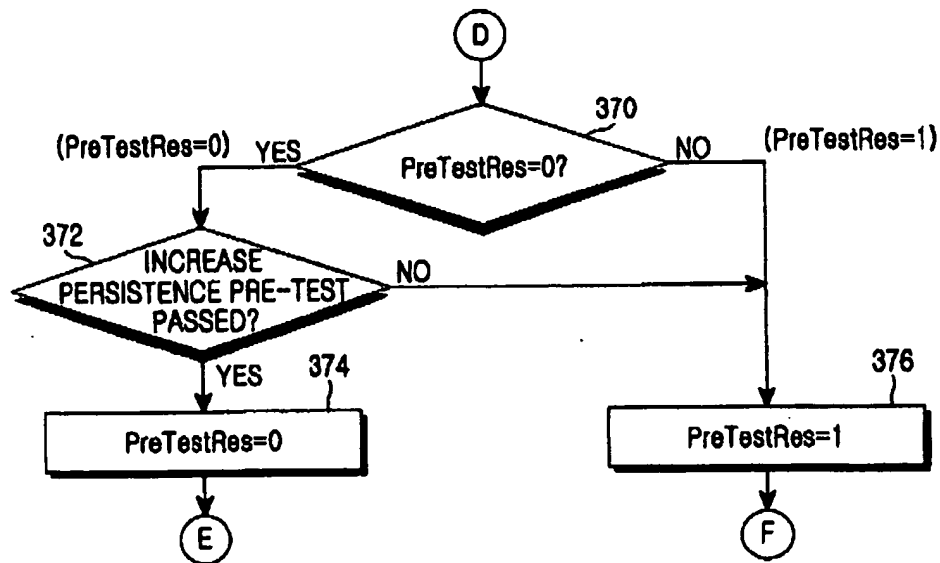 D
370
(PreTestRes=0)
YES
PreTestRes=0?
NO
(PreTestRes=1)
372
INCREASE
PERSISTENCE PRE-TEST
PASSED?
NO
YES
374
376
PreTestRes=0
PreTestRes=1
E
F